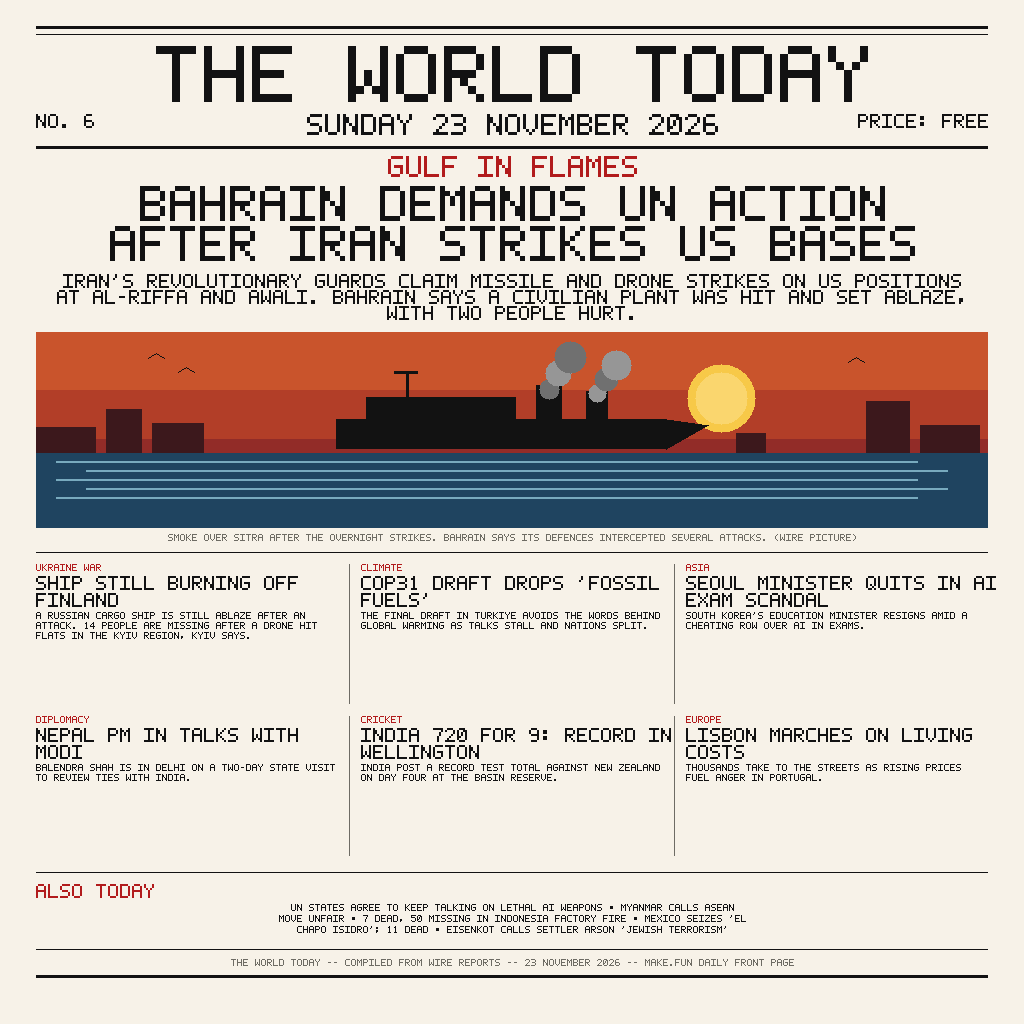 THE WORLD TODAY
NO. 6
SUNDAY 23 NOVEMBER 2026
PRICE: FREE
GULF IN FLAMES
BAHRAIN DEMANDS UN ACTION
AFTER IRAN STRIKES US BASES
IRAN'S REVOLUTIONARY GUARDS CLAIM MISSILE AND DRONE STRIKES ON US POSITIONS
AT AL-RIFFA AND AWALI. BAHRAIN SAYS A CIVILIAN PLANT WAS HIT AND SET ABLAZE,
WITH TWO PEOPLE HURT.
SMOKE OVER SITRA AFTER THE OVERNIGHT STRIKES. BAHRAIN SAYS ITS DEFENCES INTERCEPTED SEVERAL ATTACKS. (WIRE PICTURE)
UKRAINE WAR
SHIP STILL BURNING OFF
FINLAND
A RUSSIAN CARGO SHIP IS STILL ABLAZE AFTER AN
ATTACK. 14 PEOPLE ARE MISSING AFTER A DRONE HIT
FLATS IN THE KYIV REGION, KYIV SAYS.
CLIMATE
COP31 DRAFT DROPS 'FOSSIL
FUELS'
THE FINAL DRAFT IN TURKIYE AVOIDS THE WORDS BEHIND
GLOBAL WARMING AS TALKS STALL AND NATIONS SPLIT.
ASIA
SEOUL MINISTER QUITS IN AI
EXAM SCANDAL
SOUTH KOREA'S EDUCATION MINISTER RESIGNS AMID A
CHEATING ROW OVER AI IN EXAMS.
DIPLOMACY
NEPAL PM IN TALKS WITH
MODI
BALENDRA SHAH IS IN DELHI ON A TWO-DAY STATE VISIT
TO REVIEW TIES WITH INDIA.
CRICKET
INDIA 720 FOR 9: RECORD IN
WELLINGTON
INDIA POST A RECORD TEST TOTAL AGAINST NEW ZEALAND
ON DAY FOUR AT THE BASIN RESERVE.
EUROPE
LISBON MARCHES ON LIVING
COSTS
THOUSANDS TAKE TO THE STREETS AS RISING PRICES
FUEL ANGER IN PORTUGAL.
ALSO TODAY
UN STATES AGREE TO KEEP TALKING ON LETHAL AI WEAPONS • MYANMAR CALLS ASEAN
MOVE UNFAIR • 7 DEAD, 50 MISSING IN INDONESIA FACTORY FIRE • MEXICO SEIZES 'EL
CHAPO ISIDRO'; 11 DEAD • EISENKOT CALLS SETTLER ARSON 'JEWISH TERRORISM'
THE WORLD TODAY -- COMPILED FROM WIRE REPORTS -- 23 NOVEMBER 2026 -- MAKE.FUN DAILY FRONT PAGE